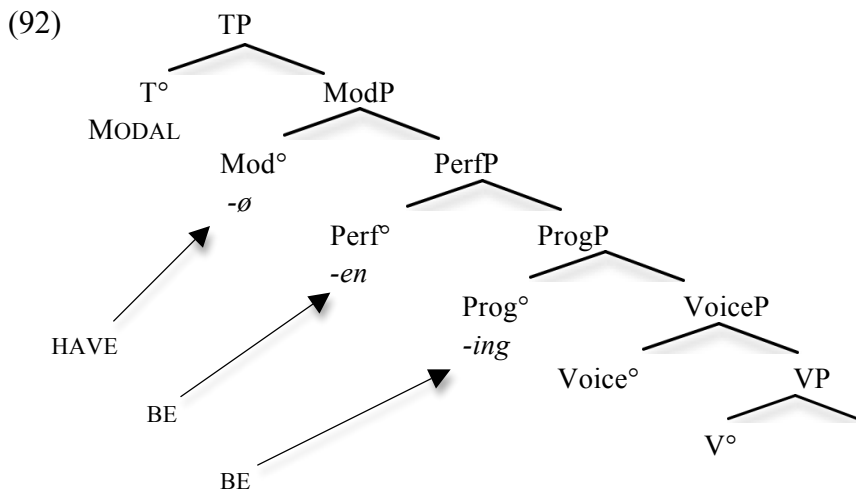 (92)
TP
T°
ModP
MODAL
Mod°
PerfP
-ø
Perf°
ProgP
-en
Prog°
VoiceP
HAVE
-ing
Voice°
VP
BE
V°
BE